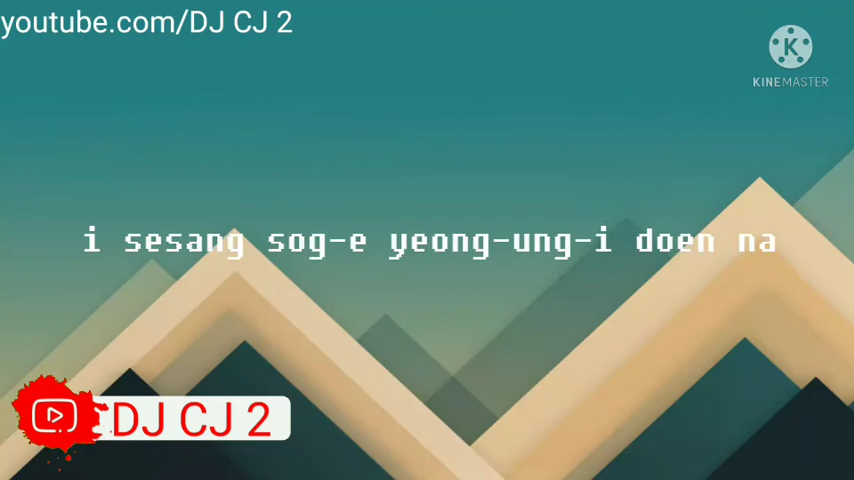 youtube.com/DJ CJ 2
KINEMASTER
i sesang sog-e yeong-ung-i doen na
DJ CJ 2